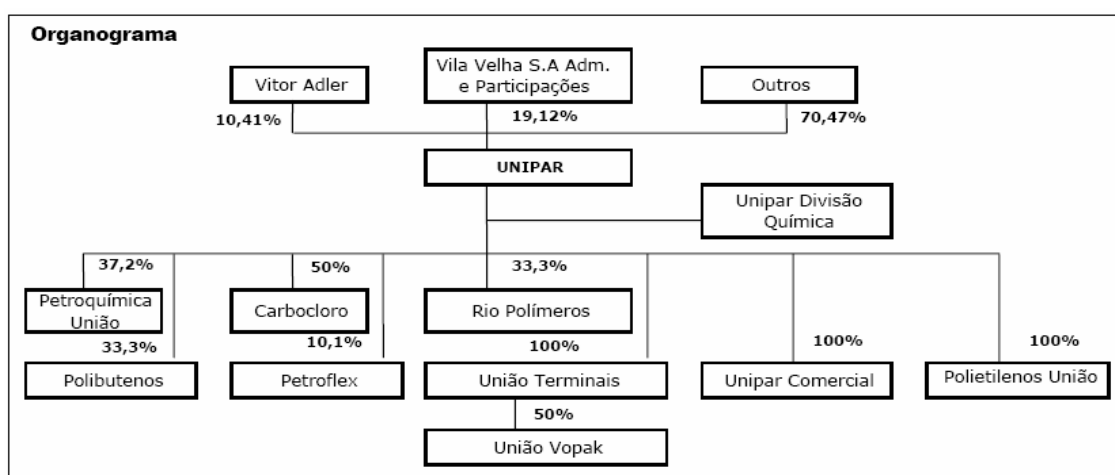 Organograma
Vitor Adler
Vila Velha S.A Adm.
e Participações
Outros
10,41%
19,12%
70,47%
UNIPAR
Unipar Divisão
Química
37,2%
50%
33,3%
Petroquímica
União
Carbocloro
Rio Polímeros
33,3%
10,1%
100%
100%
100%
Polibutenos
Petroflex
União Terminais
Unipar Comercial
Polietilenos União
50%
União Vopak